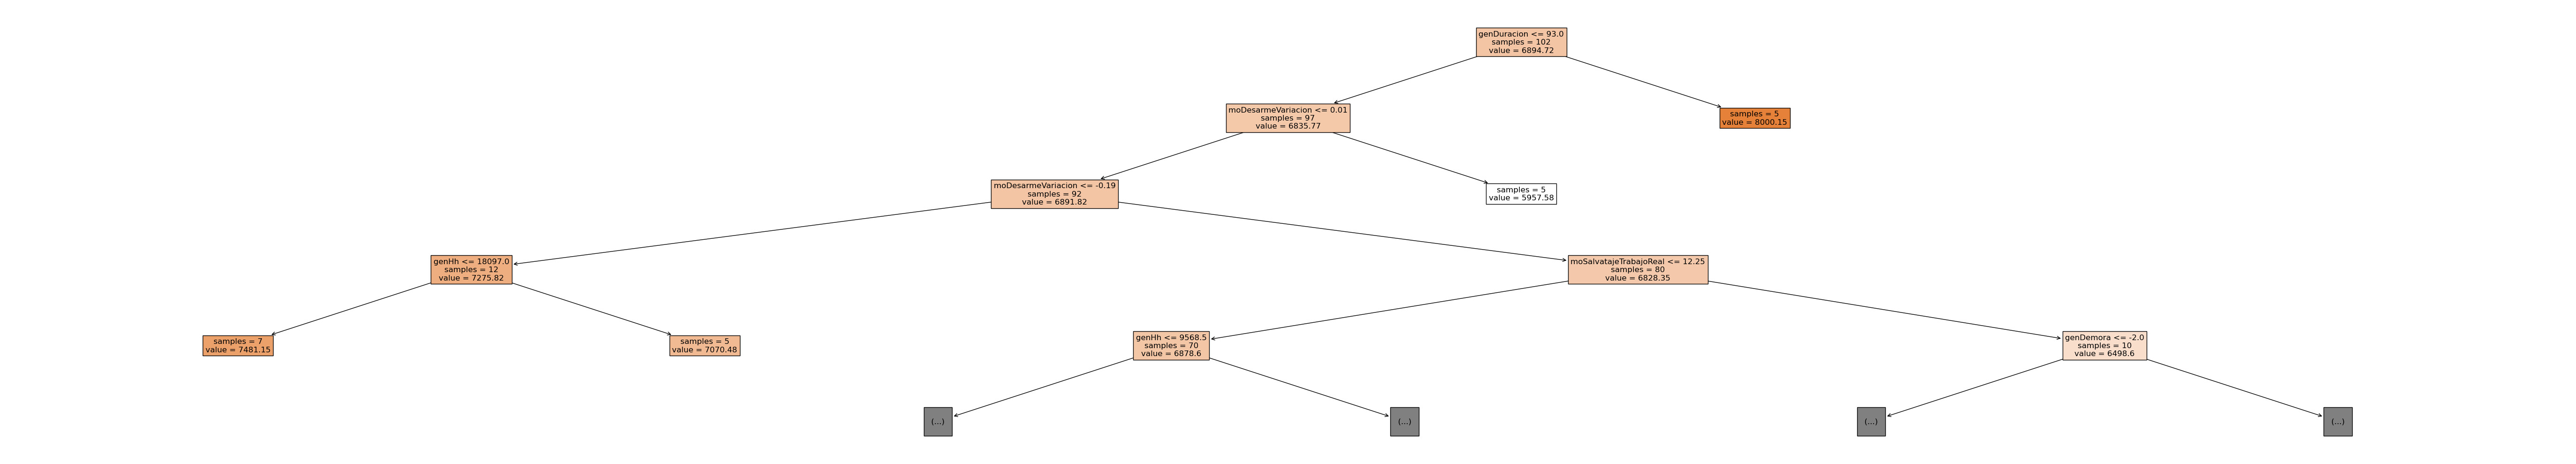 genDuracion <= 93.0
samples = 102
value = 6894.72
moDesarmeVariacion <= 0.01
samples = 97
value = 6835.77
samples = 5
value = 8000.15
moDesarmeVariacion <= -0.19
samples = 92
value = 6891.82
samples = 5
value = 5957.58
genHh <= 18097.0
samples = 12
value = 7275.82
moSalvatajeTrabajoReal <= 12.25
samples = 80
value = 6828.35
samples = 7
value = 7481.15
samples = 5
value = 7070.48
genHh <= 9568.5
samples = 70
value = 6878.6
genDemora <= -2.0
samples = 10
value = 6498.6
(...)
(...)
(...)
(...)